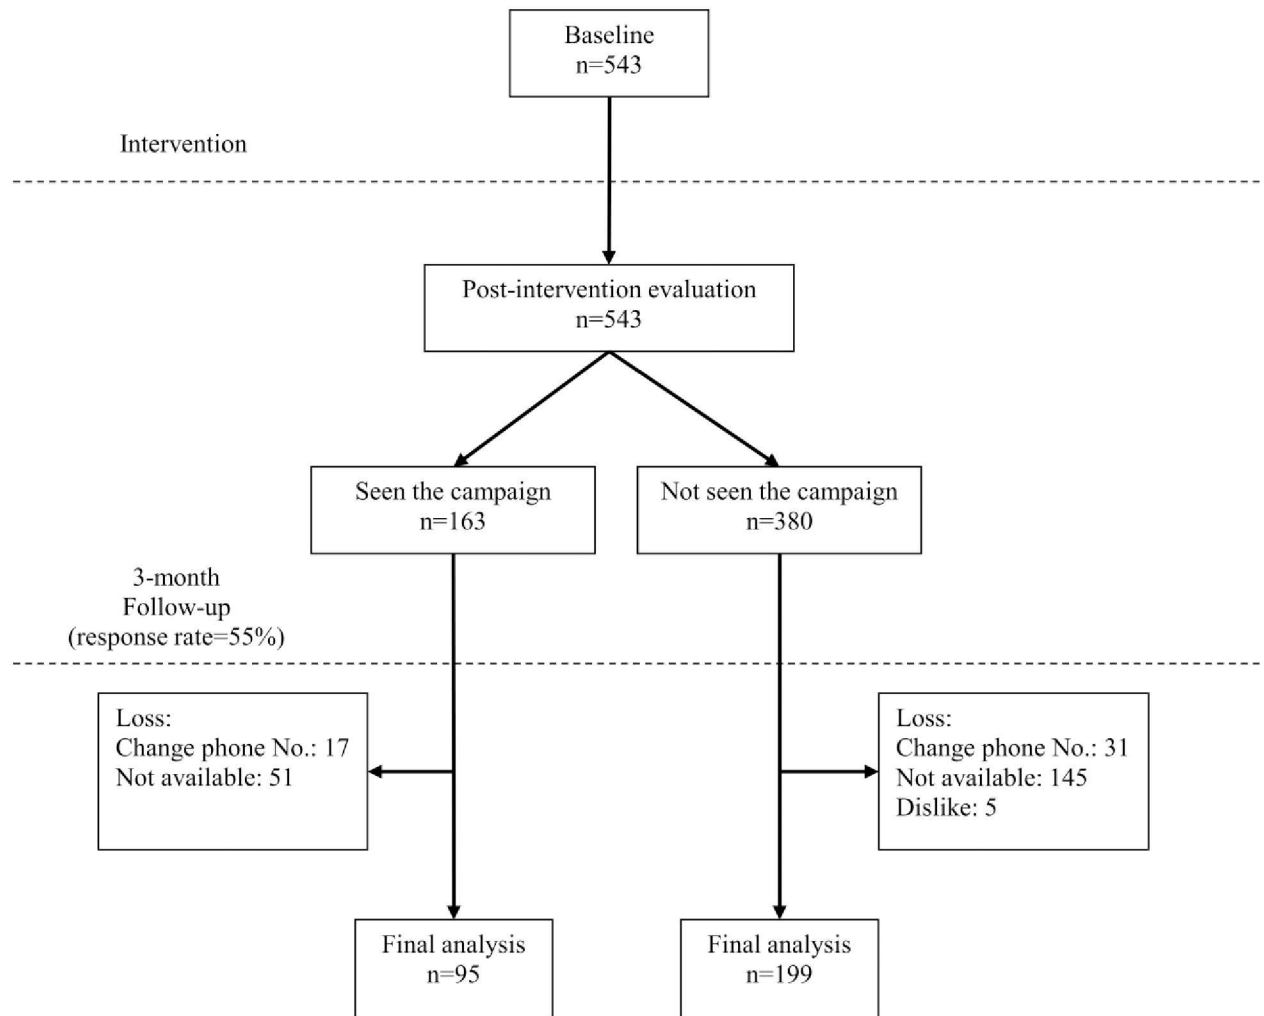 Baseline
n=543
Intervention
Post-intervention evaluation
n=543
Seen the campaign
n=163
Not seen the campaign
n=380
3-month
Follow-up
(response rate=55%)
Loss:
Change phone No.: 17
Not available: 51
Loss:
Change phone No.: 31
Not available: 145
Dislike: 5
Final analysis
n=95
Final analysis
n=199